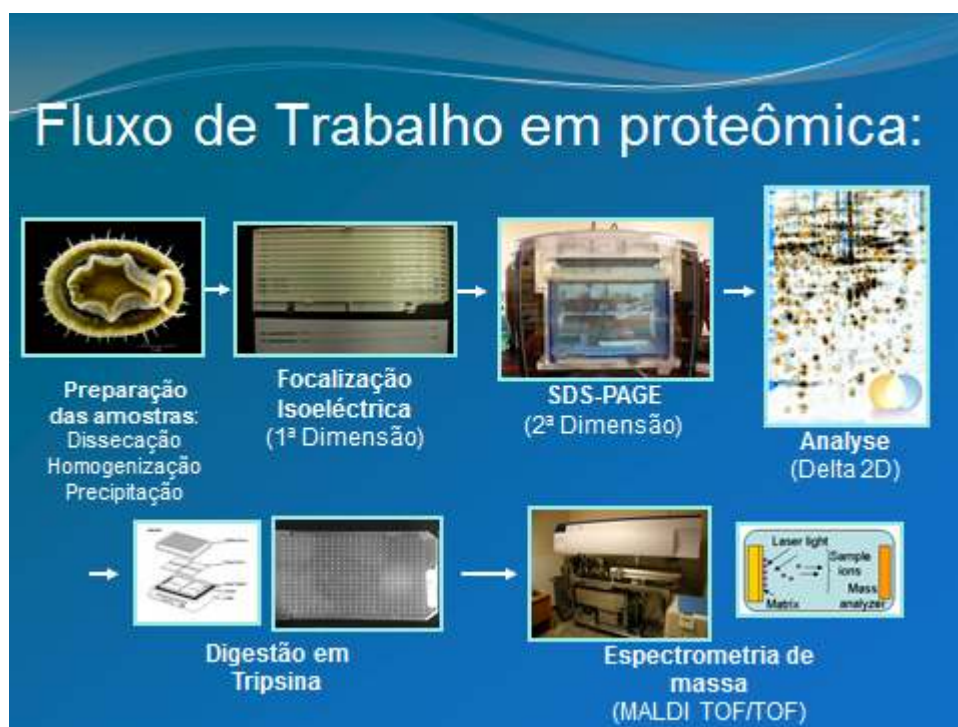 Fluxo de Trabalho em proteômica:
Preparação
das amostras:
Dissecação
Homogenização
Precipitação
Focalização
Isoeléctrica
(1ª Dimensão)
SDS-PAGE
(2ª Dimensão)
Analyse
(Delta 2D)
Digestão em
Tripsina
Espectrometria de
massa
(MALDI TOF/TOF)
Laser light
Sample
ions
Mass
analyzer
Matrix